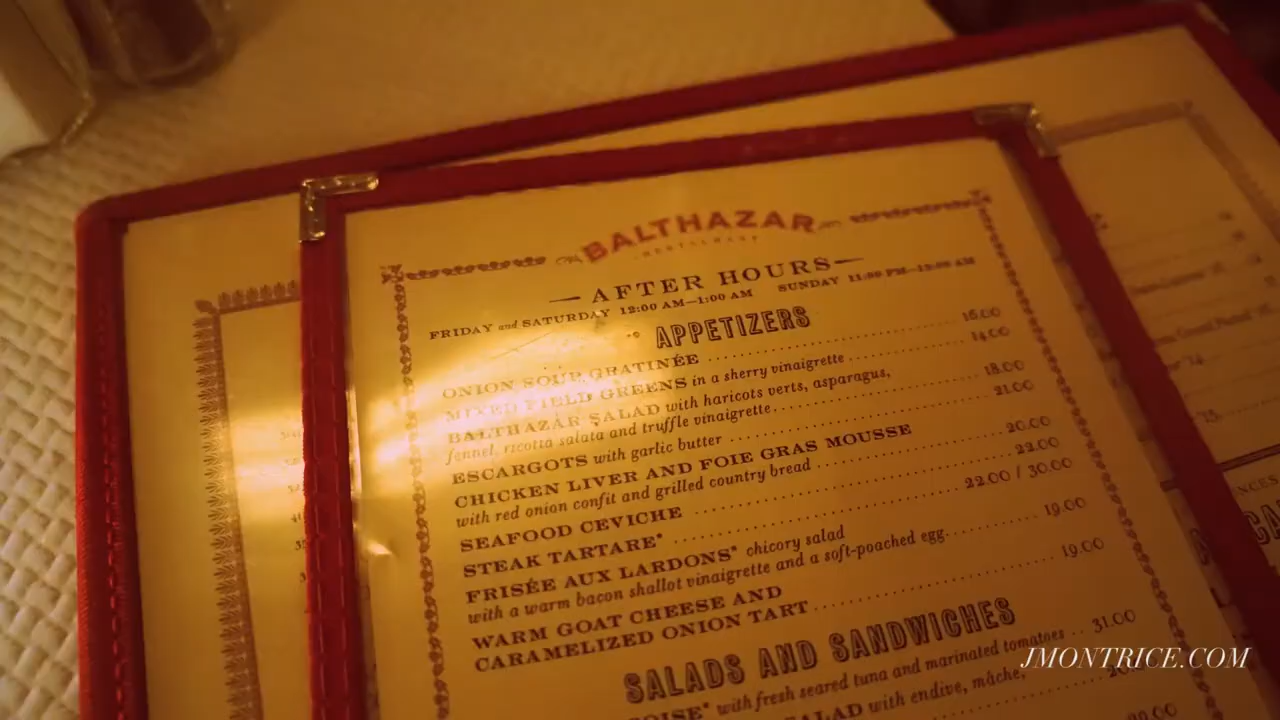 BALTHAZAR
—AFTER HOURS—
FRIDAY and SATURDAY 12:00 AM—1:00 AM SUNDAY 11:00 PM—12:00 AM
APPETIZERS
ONION SOUP GRATINÉE 16.00
MIXED FIELD GREENS in a sherry vinaigrette 14.00
BALTHAZAR SALAD with haricots verts, asparagus,
fennel, ricotta salata and truffle vinaigrette 18.00
ESCARGOTS with garlic butter 21.00
CHICKEN LIVER AND FOIE GRAS MOUSSE
with red onion confit and grilled country bread 20.00
SEAFOOD CEVICHE 22.00
STEAK TARTARE* 22.00 / 30.00
FRISÉE AUX LARDONS* chicory salad
with a warm bacon shallot vinaigrette and a soft-poached egg 19.00
WARM GOAT CHEESE AND
CARAMELIZED ONION TART 19.00
SALADS AND SANDWICHES
with fresh seared tuna and marinated tomatoes 31.00
SALAD with endive, mâche,
JMONTRICE.COM